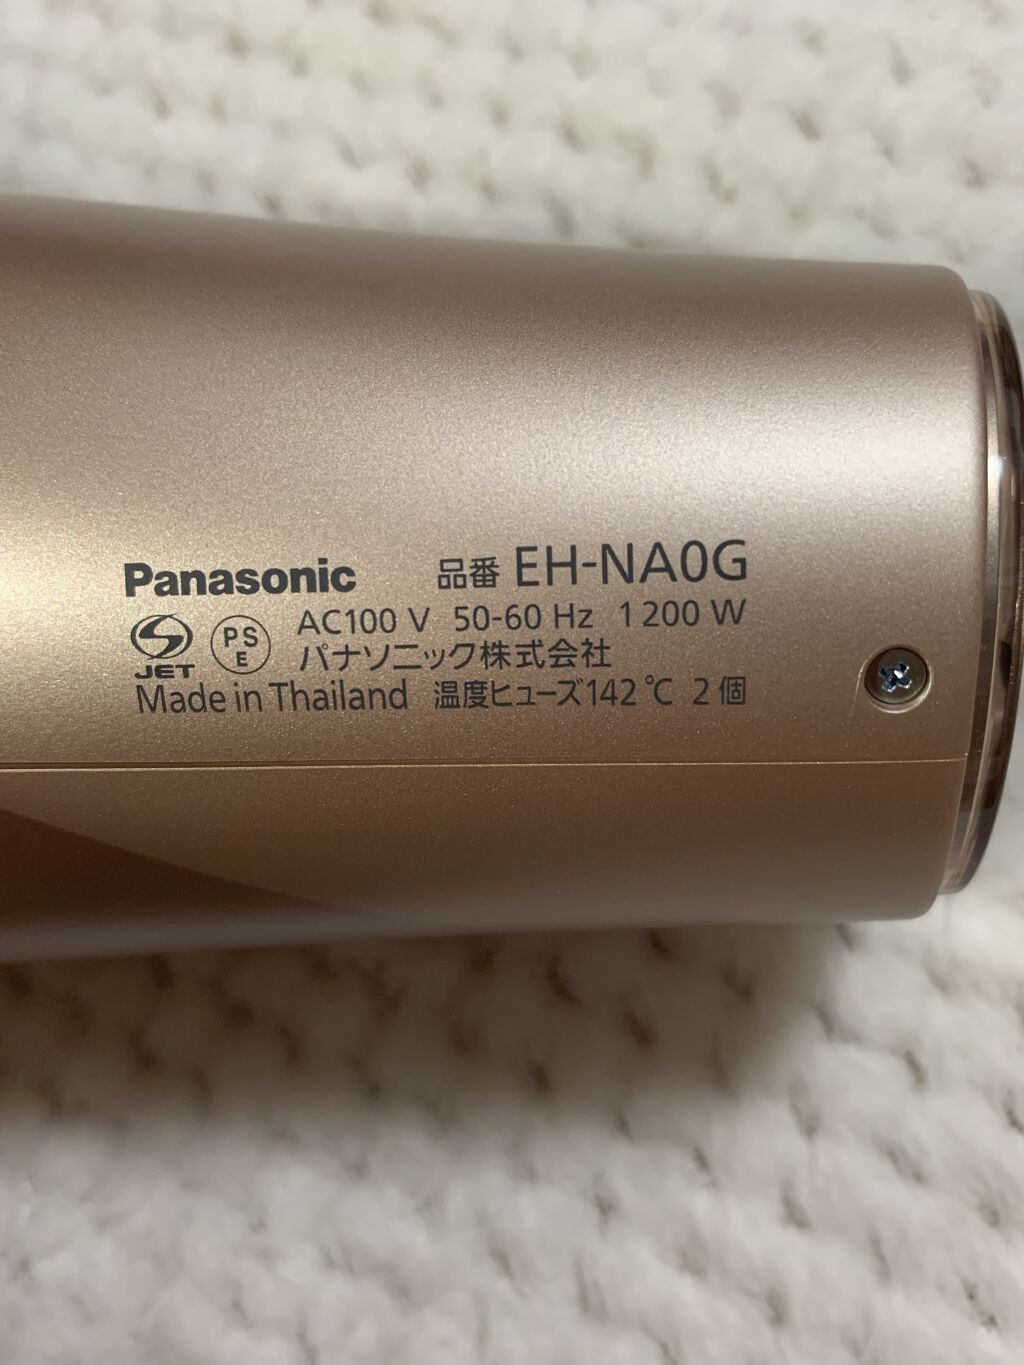 Panasonic 品番 EH-NA0G
S JET PS E AC100 V 50-60 Hz 1200 W
パナソニック株式会社
Made in Thailand 温度ヒューズ142℃ 2個